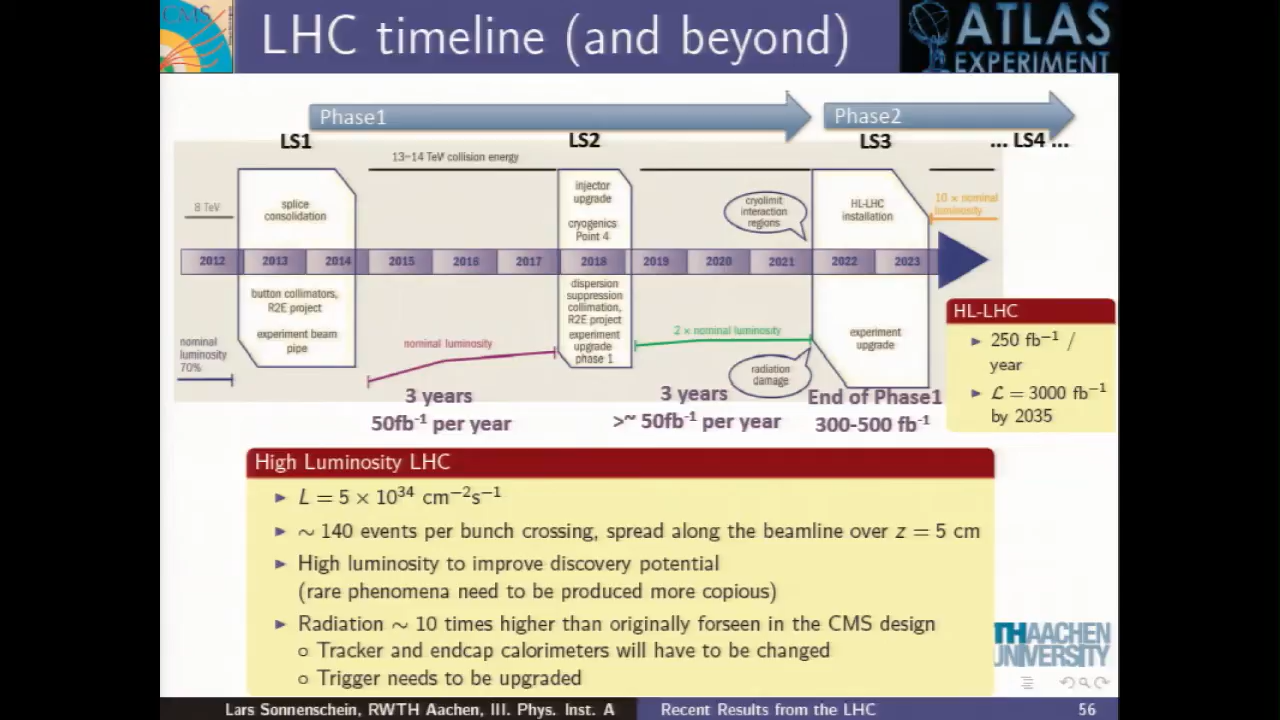 CMS
LHC timeline (and beyond)
ATLAS
EXPERIMENT
Phase1
Phase2
LS1
LS2
LS3
... LS4 ...
13–14 TeV collision energy
8 TeV
splice
consolidation
injector
upgrade
cryogenics
Point 4
cryolimit
interaction
regions
HL-LHC
installation
10 x nominal
luminosity
2012
2013
2014
2015
2016
2017
2018
2019
2020
2021
2022
2023
button collimators,
R2E project
experiment beam
pipe
dispersion
suppression
collimation,
R2E project
experiment
upgrade
phase 1
nominal
luminosity
70%
nominal luminosity
2 x nominal luminosity
radiation
damage
experiment
upgrade
HL-LHC
► 250 fb⁻¹ /
year
► 𝓛 = 3000 fb⁻¹
by 2035
3 years
50fb⁻¹ per year
3 years
>~ 50fb⁻¹ per year
End of Phase1
300-500 fb⁻¹
High Luminosity LHC
► L = 5 × 10³⁴ cm⁻²s⁻¹
► ∼ 140 events per bunch crossing, spread along the beamline over z = 5 cm
► High luminosity to improve discovery potential
(rare phenomena need to be produced more copious)
► Radiation ∼ 10 times higher than originally forseen in the CMS design
o Tracker and endcap calorimeters will have to be changed
o Trigger needs to be upgraded
THAACHEN
UNIVERSITY
Lars Sonnenschein, RWTH Aachen, III. Phys. Inst. A
Recent Results from the LHC
56